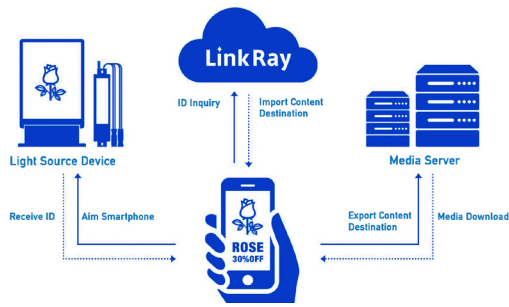 LinkRay
ID Inquiry
Import Content
Destination
Light Source Device
Media Server
Receive ID
Aim Smartphone
ROSE
30%OFF
Export Content
Destination
Media Download